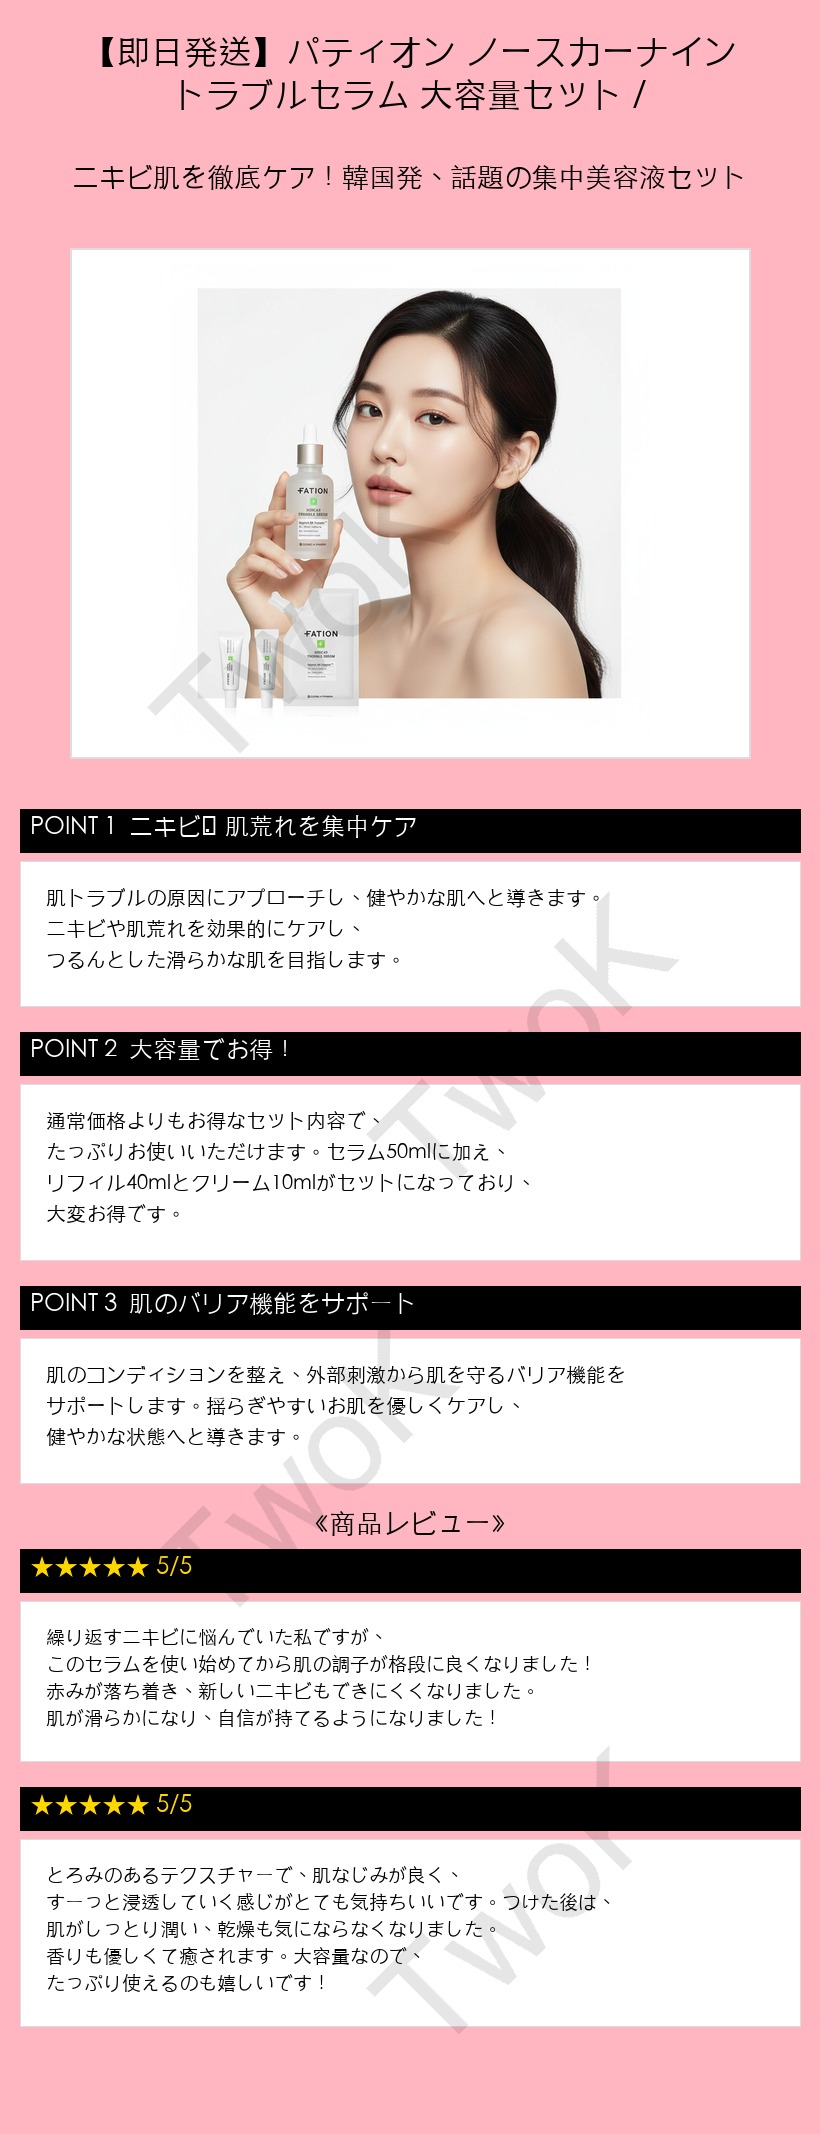 【即日発送】パティオン ノースカーナイン
トラブルセラム 大容量セット /
ニキビ肌を徹底ケア！韓国発、話題の集中美容液セット
FATION
TROUBLE SERUM
FATION
TROUBLE SERUM
TwoK
POINT 1 ニキビ 肌荒れを集中ケア
肌トラブルの原因にアプローチし、健やかな肌へと導きます。
ニキビや肌荒れを効果的にケアし、
つるんとした滑らかな肌を目指します。
TwoK
POINT 2 大容量でお得！
通常価格よりもお得なセット内容で、
たっぷりお使いいただけます。セラム50mlに加え、
リフィル40mlとクリーム10mlがセットになっており、
大変お得です。
POINT 3 肌のバリア機能をサポート
肌のコンディションを整え、外部刺激から肌を守るバリア機能を
サポートします。揺らぎやすいお肌を優しくケアし、
健やかな状態へと導きます。
TwoK
《商品レビュー》
★★★★★ 5/5
繰り返すニキビに悩んでいた私ですが、
このセラムを使い始めてから肌の調子が格段に良くなりました！
赤みが落ち着き、新しいニキビもできにくくなりました。
肌が滑らかになり、自信が持てるようになりました！
★★★★★ 5/5
とろみのあるテクスチャーで、肌なじみが良く、
すーっと浸透していく感じがとても気持ちいいです。つけた後は、
肌がしっとり潤い、乾燥も気にならなくなりました。
香りも優しくて癒されます。大容量なので、
たっぷり使えるのも嬉しいです！
TwoK